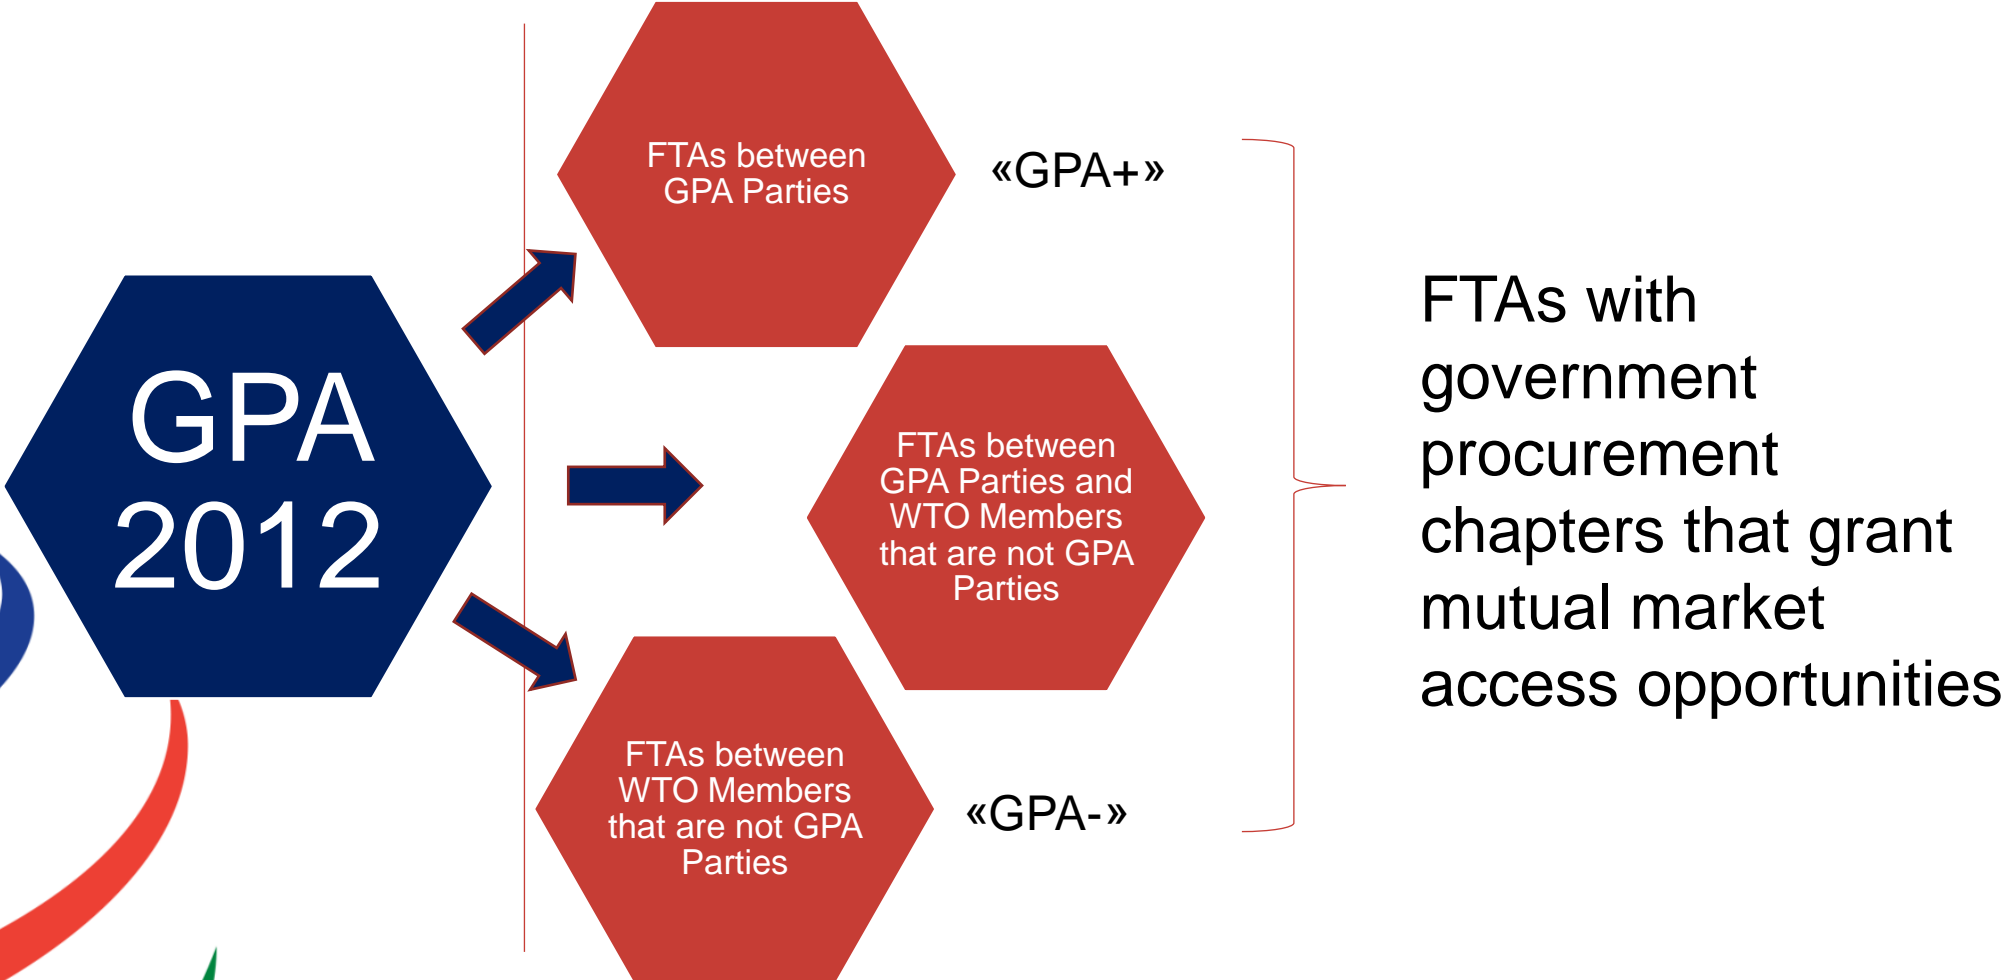 GPA
2012
FTAs between
GPA Parties
«GPA+»
FTAs between
GPA Parties and
WTO Members
that are not GPA
Parties
FTAs between
WTO Members
that are not GPA
Parties
«GPA-»
FTAs with
government
procurement
chapters that grant
mutual market
access opportunities